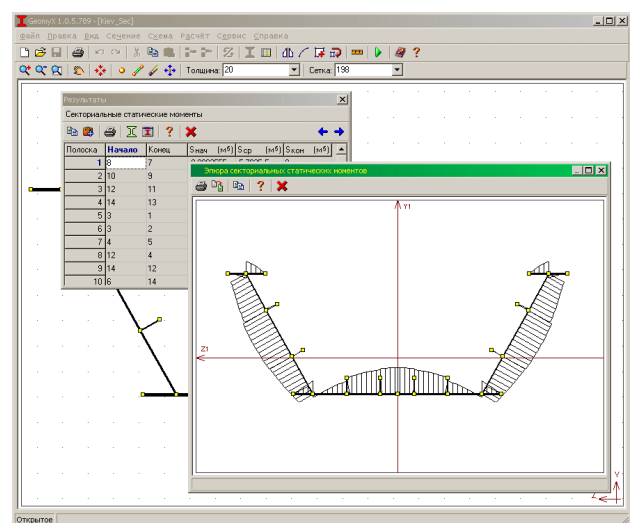 GeomyX 1.0.5.789 - [kiev_Sec]
Файл Правка Вид Сечение Схема Расчёт Сервис Справка
Толщина: 20 Сетка: 198
Результаты
Секториальные статические моменты
Полоска Начало Конец Sнач (м⁵) Sср (м⁵) Sкон (м⁵)
1 8 7
2 10 9
3 12 11
4 14 13
5 3 1
6 3 2
7 4 5
8 12 4
9 14 12
10 6 14
Эпюра секториальных статических моментов
Y1
Z1
Y
Z
Открытое